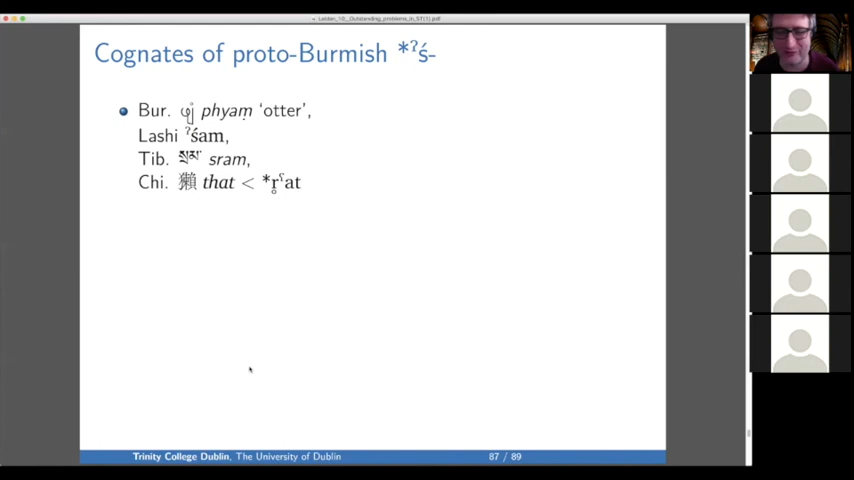 Leiden_10__Outstanding_problems_in_ST(1).pdf
Cognates of proto-Burmish *ˀś-
Bur. ဖျံ phyaṃ ‘otter’,
Lashi ˀśam,
Tib. སྲམ་ sram,
Chi. 獺 that < *r̥ˤat
Trinity College Dublin, The University of Dublin 87 / 89